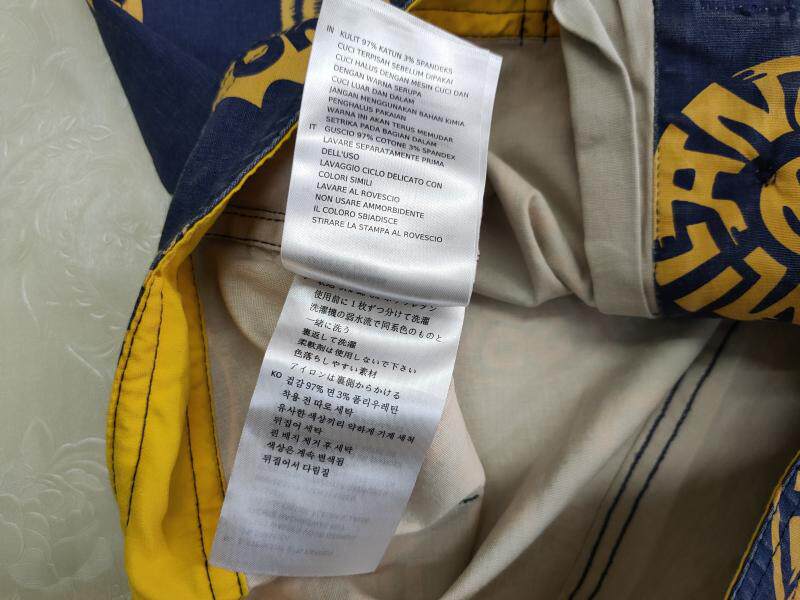 IN KULIT 97% KATUN 3% SPANDEKS
CUCI TERPISAH SEBELUM DIPAKAI
CUCI HALUS DENGAN MESIN CUCI DAN
DENGAN WARNA SERUPA
CUCI LUAR DAN DALAM
JANGAN MENGGUNAKAN BAHAN KIMIA
PENGHALUS PAKAIAN
WARNA INI AKAN TERUS MEMUDAR
SETRIKA PADA BAGIAN DALAM
IT GUSCIO 97% COTONE 3% SPANDEX
LAVARE SEPARATAMENTE PRIMA
DELL'USO
LAVAGGIO CICLO DELICATO CON
COLORI SIMILI
LAVARE AL ROVESCIO
NON USARE AMMORBIDENTE
IL COLORO SBIADISCE
STIRARE LA STAMPA AL ROVESCIO
使用前に1枚ずつ分けて洗濯
洗濯機の弱水流で同系色のものと
一緒に洗う
裏返して洗濯
柔軟剤は使用しないで下さい
色落ちしやすい素材
アイロンは裏側からかける
KO 겉감 97% 면 3% 폴리우레탄
착용 전 따로 세탁
유사한 색상끼리 약하게 기계 세척
뒤집어 세탁
핀 배지 제거 후 세탁
색상은 계속 변색됨
뒤집어서 다림질